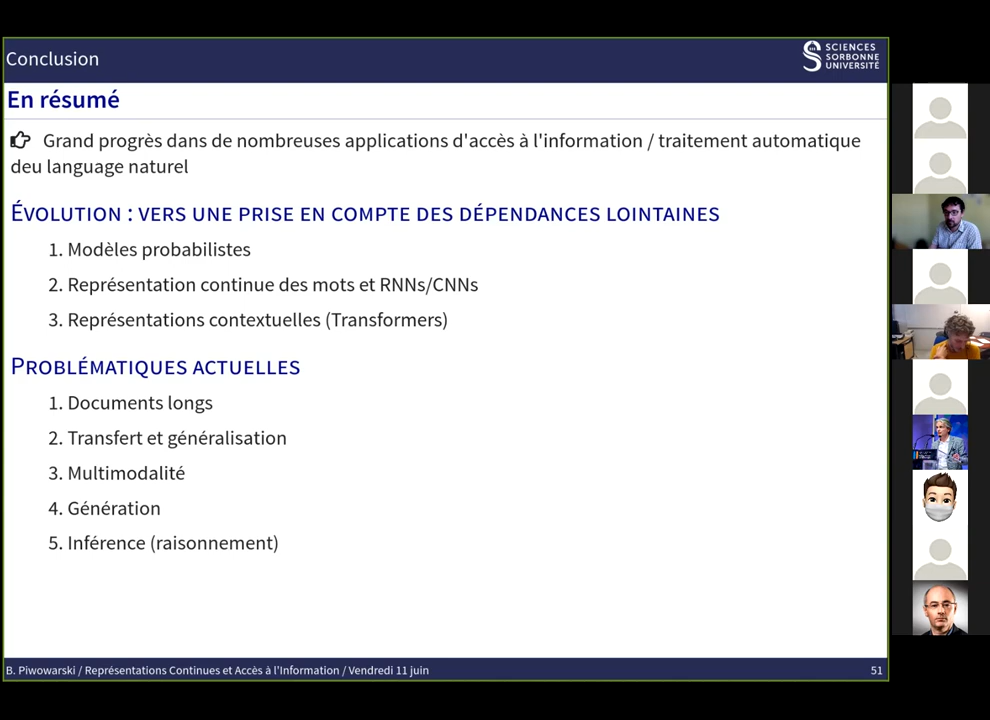 Conclusion
SCIENCES
SORBONNE
UNIVERSITÉ
En résumé
Grand progrès dans de nombreuses applications d'accès à l'information / traitement automatique
deu language naturel
ÉVOLUTION : VERS UNE PRISE EN COMPTE DES DÉPENDANCES LOINTAINES
1. Modèles probabilistes
2. Représentation continue des mots et RNNs/CNNs
3. Représentations contextuelles (Transformers)
PROBLÉMATIQUES ACTUELLES
1. Documents longs
2. Transfert et généralisation
3. Multimodalité
4. Génération
5. Inférence (raisonnement)
B. Piwowarski / Représentations Continues et Accès à l'Information / Vendredi 11 juin
51